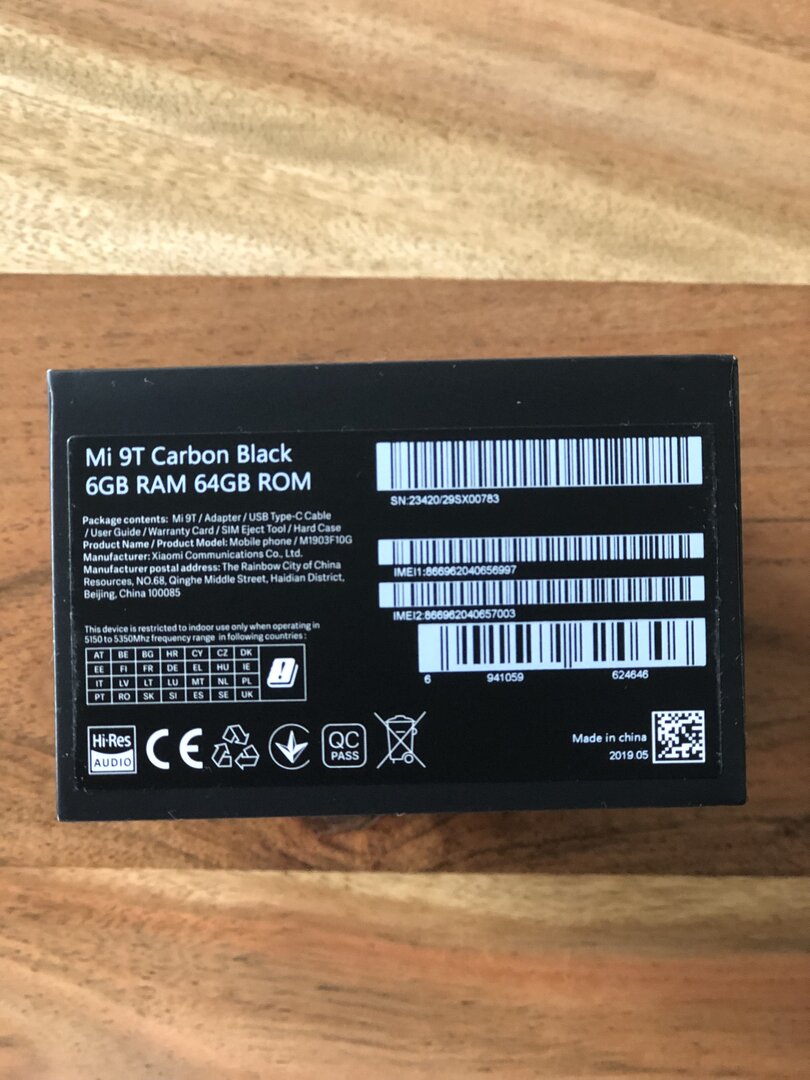 Mi 9T Carbon Black
6GB RAM 64GB ROM
Package contents: Mi 9T / Adapter / USB Type-C Cable
/ User Guide / Warranty Card / SIM Eject Tool / Hard Case
Product Name / Product Model: Mobile phone / M1903F10G
Manufacturer: Xiaomi Communications Co., Ltd.
Manufacturer postal address: The Rainbow City of China
Resources, NO.68, Qinghe Middle Street, Haidian District,
Beijing, China 100085
This device is restricted to indoor use only when operating in
5150 to 5350Mhz frequency range in following countries :
AT BE BG HR CY CZ DK
EE FI FR DE EL HU IE
IT LV LT LU MT NL PL
PT RO SK SI ES SE UK
Hi-Res
AUDIO
CE
QC
PASS
SN:23420/29SX00783
IMEI1:866962040656997
IMEI2:866962040657003
6 941059 624646
Made in china
2019 05